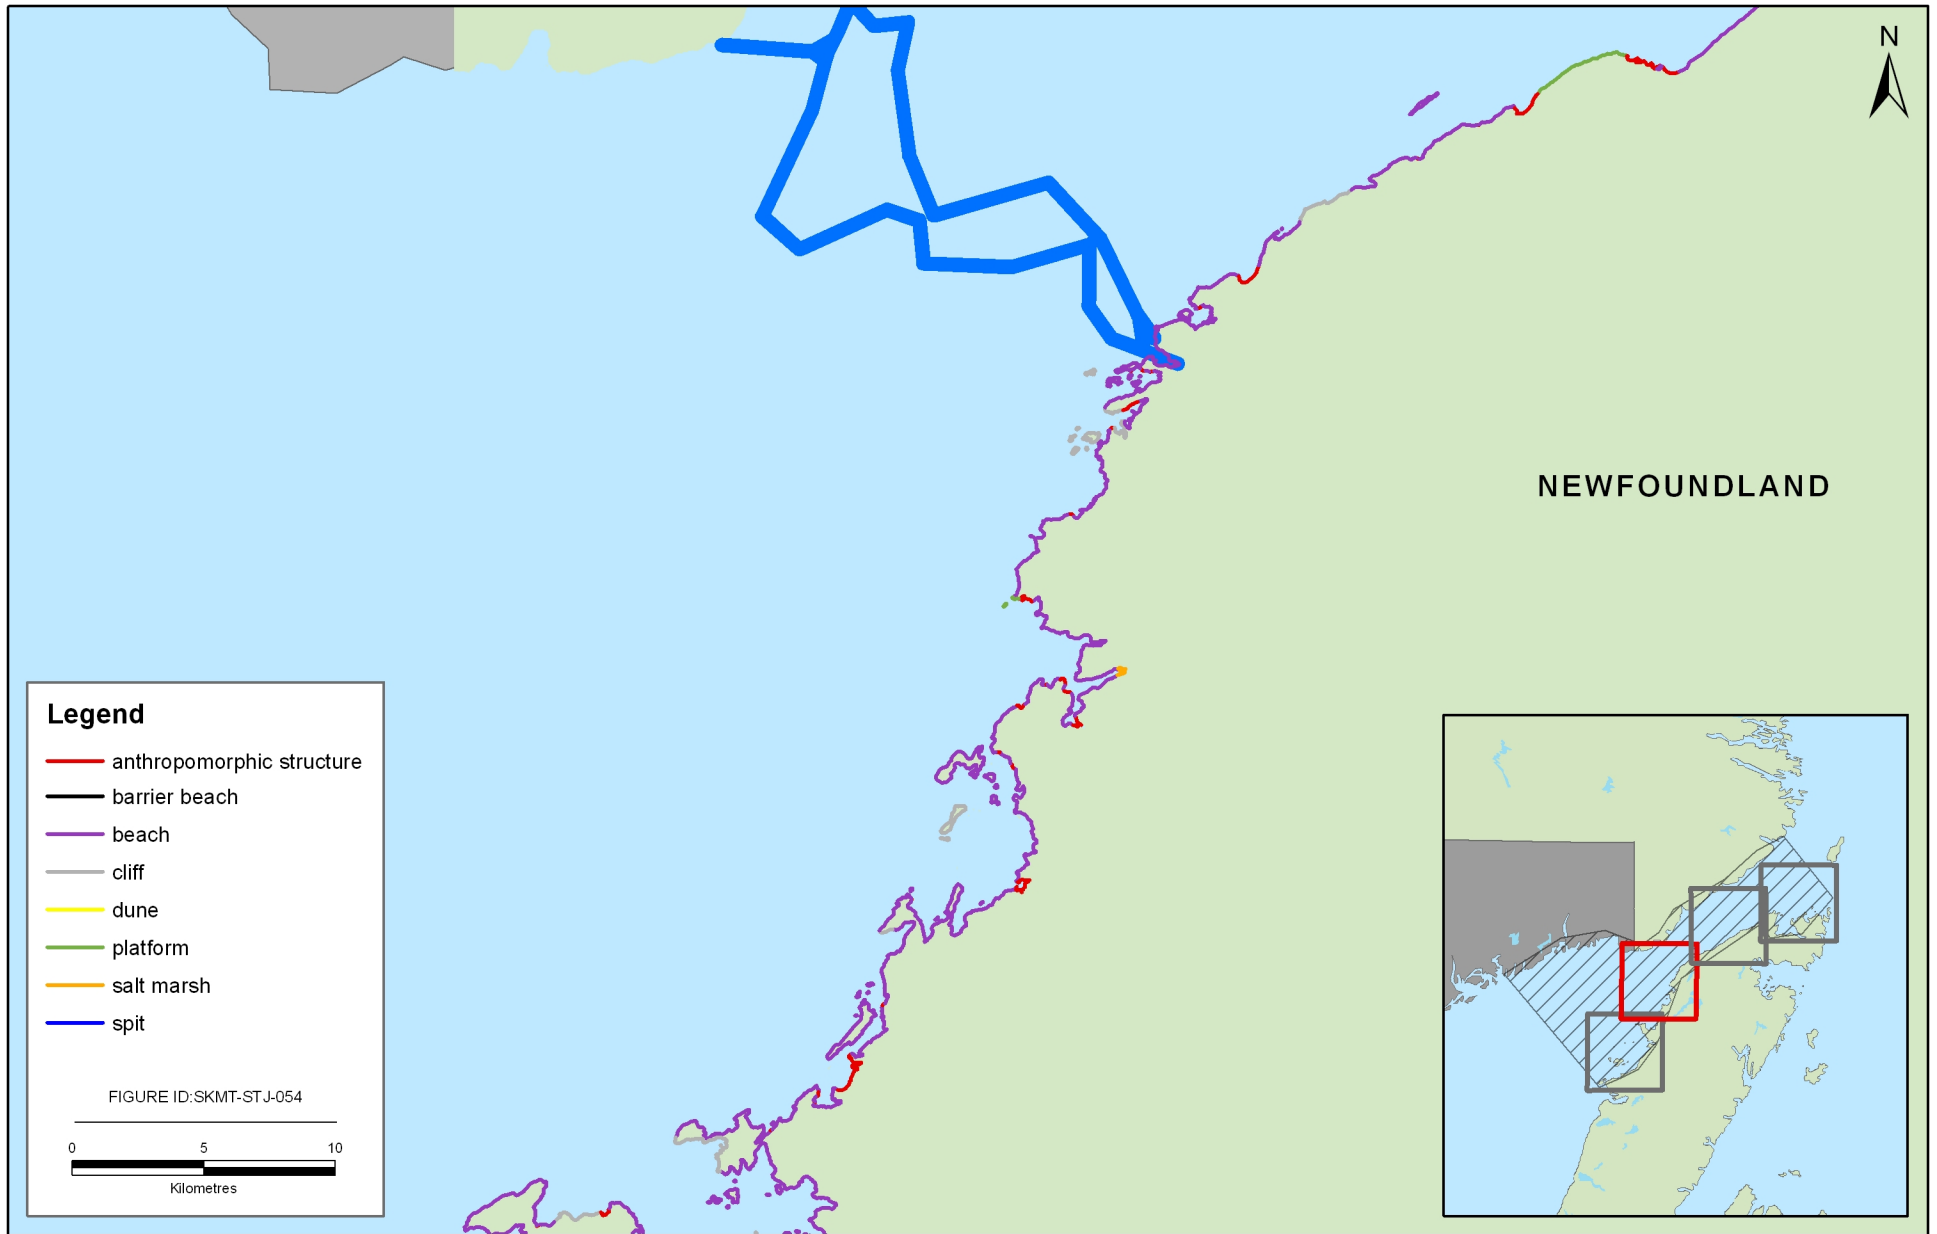 N
NEWFOUNDLAND
Legend
anthropomorphic structure
barrier beach
beach
cliff
dune
platform
salt marsh
spit
FIGURE ID:SKMT-STJ-054
0 5 10
Kilometres